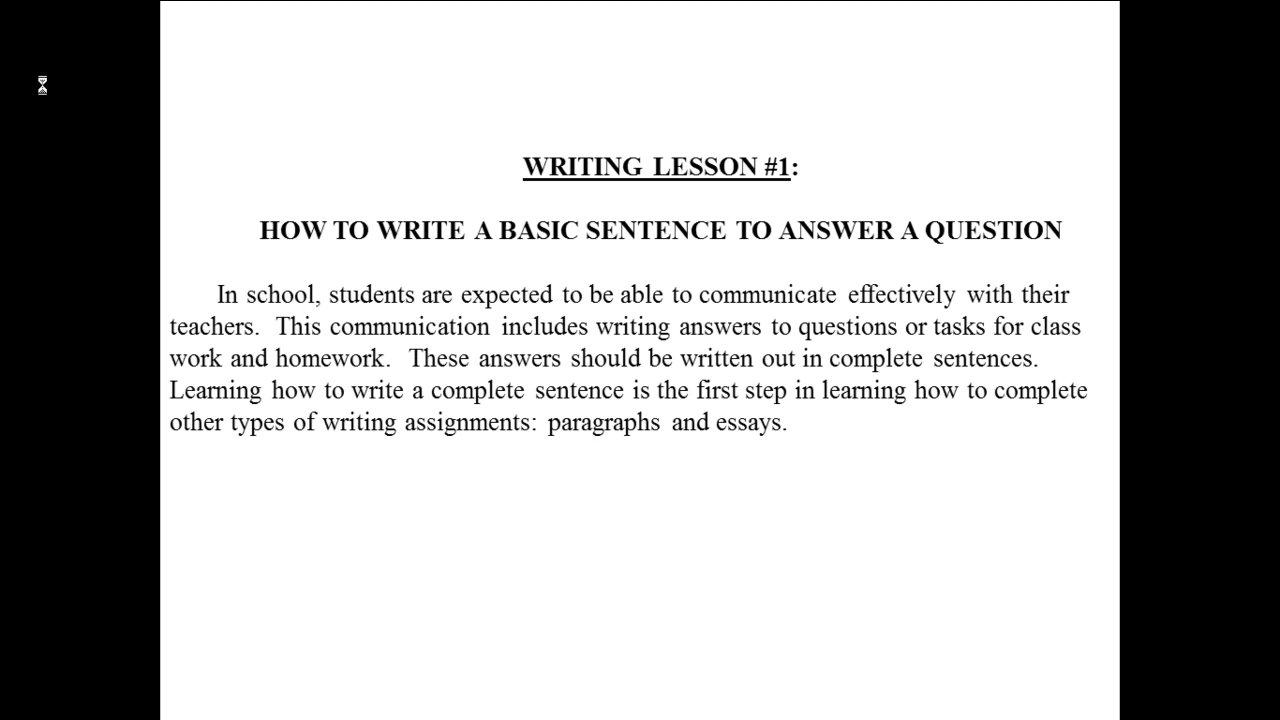 WRITING LESSON #1:
HOW TO WRITE A BASIC SENTENCE TO ANSWER A QUESTION
In school, students are expected to be able to communicate effectively with their
teachers. This communication includes writing answers to questions or tasks for class
work and homework. These answers should be written out in complete sentences.
Learning how to write a complete sentence is the first step in learning how to complete
other types of writing assignments: paragraphs and essays.